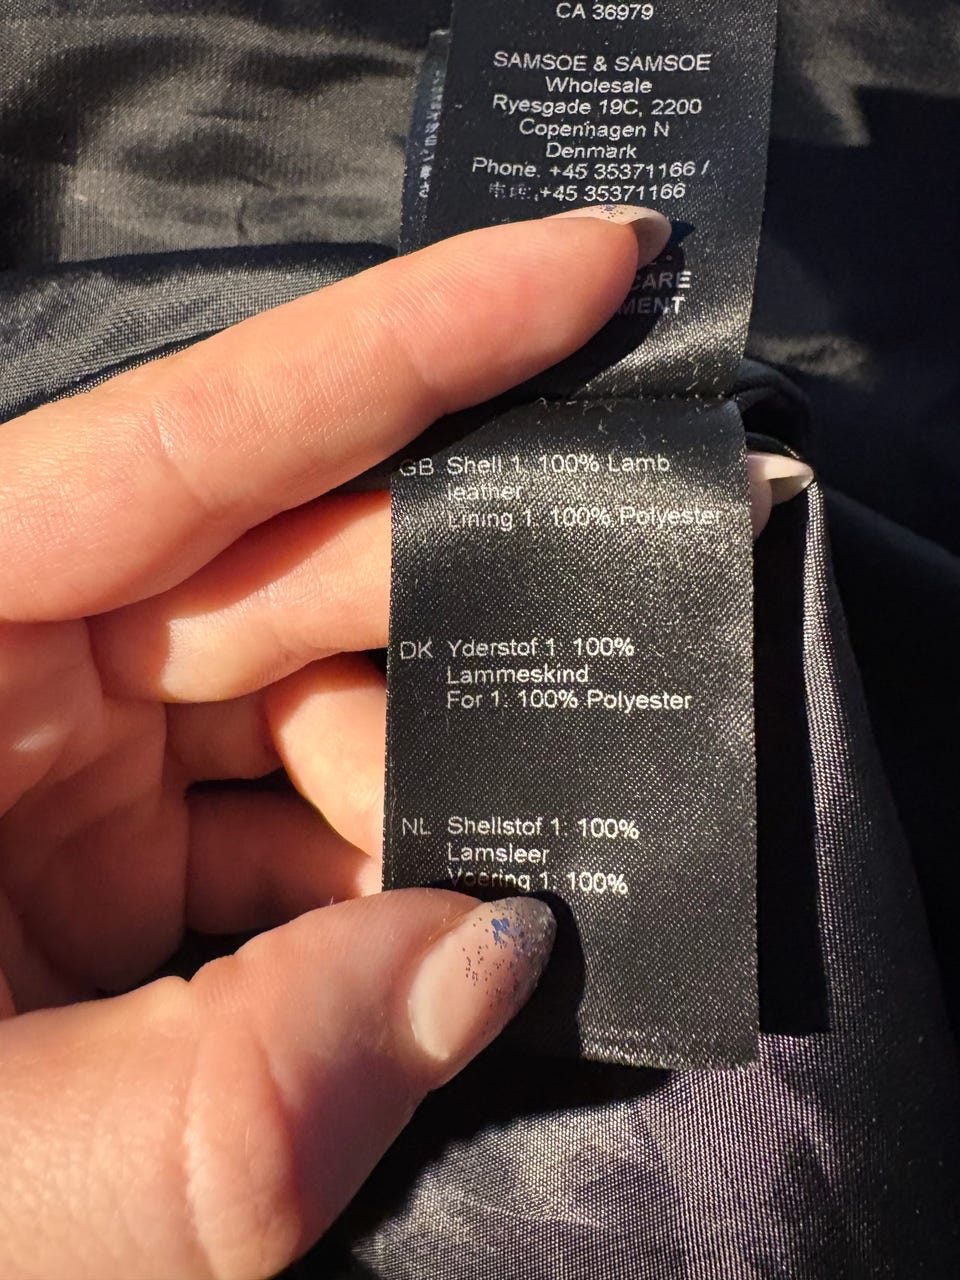 CA 36979
SAMSOE & SAMSOE
Wholesale
Ryesgade 19C, 2200
Copenhagen N
Denmark
Phone. +45 35371166 /
+45 35371166
GB Shell 1. 100% Lamb
leather
Lining 1. 100% Polyester
DK Yderstof 1. 100%
Lammeskind
For 1. 100% Polyester
NL Shellstof 1. 100%
Lamsleer
Voering 1. 100%